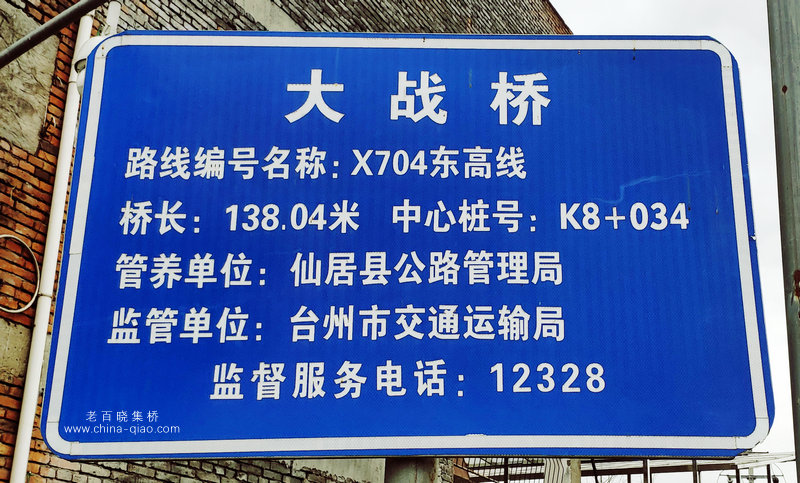 大战桥
路线编号名称：X704东高线
桥长：138.04米 中心桩号：K8+034
管养单位：仙居县公路管理局
监管单位：台州市交通运输局
监督服务电话：12328
老百晓集桥
www.china-qiao.com